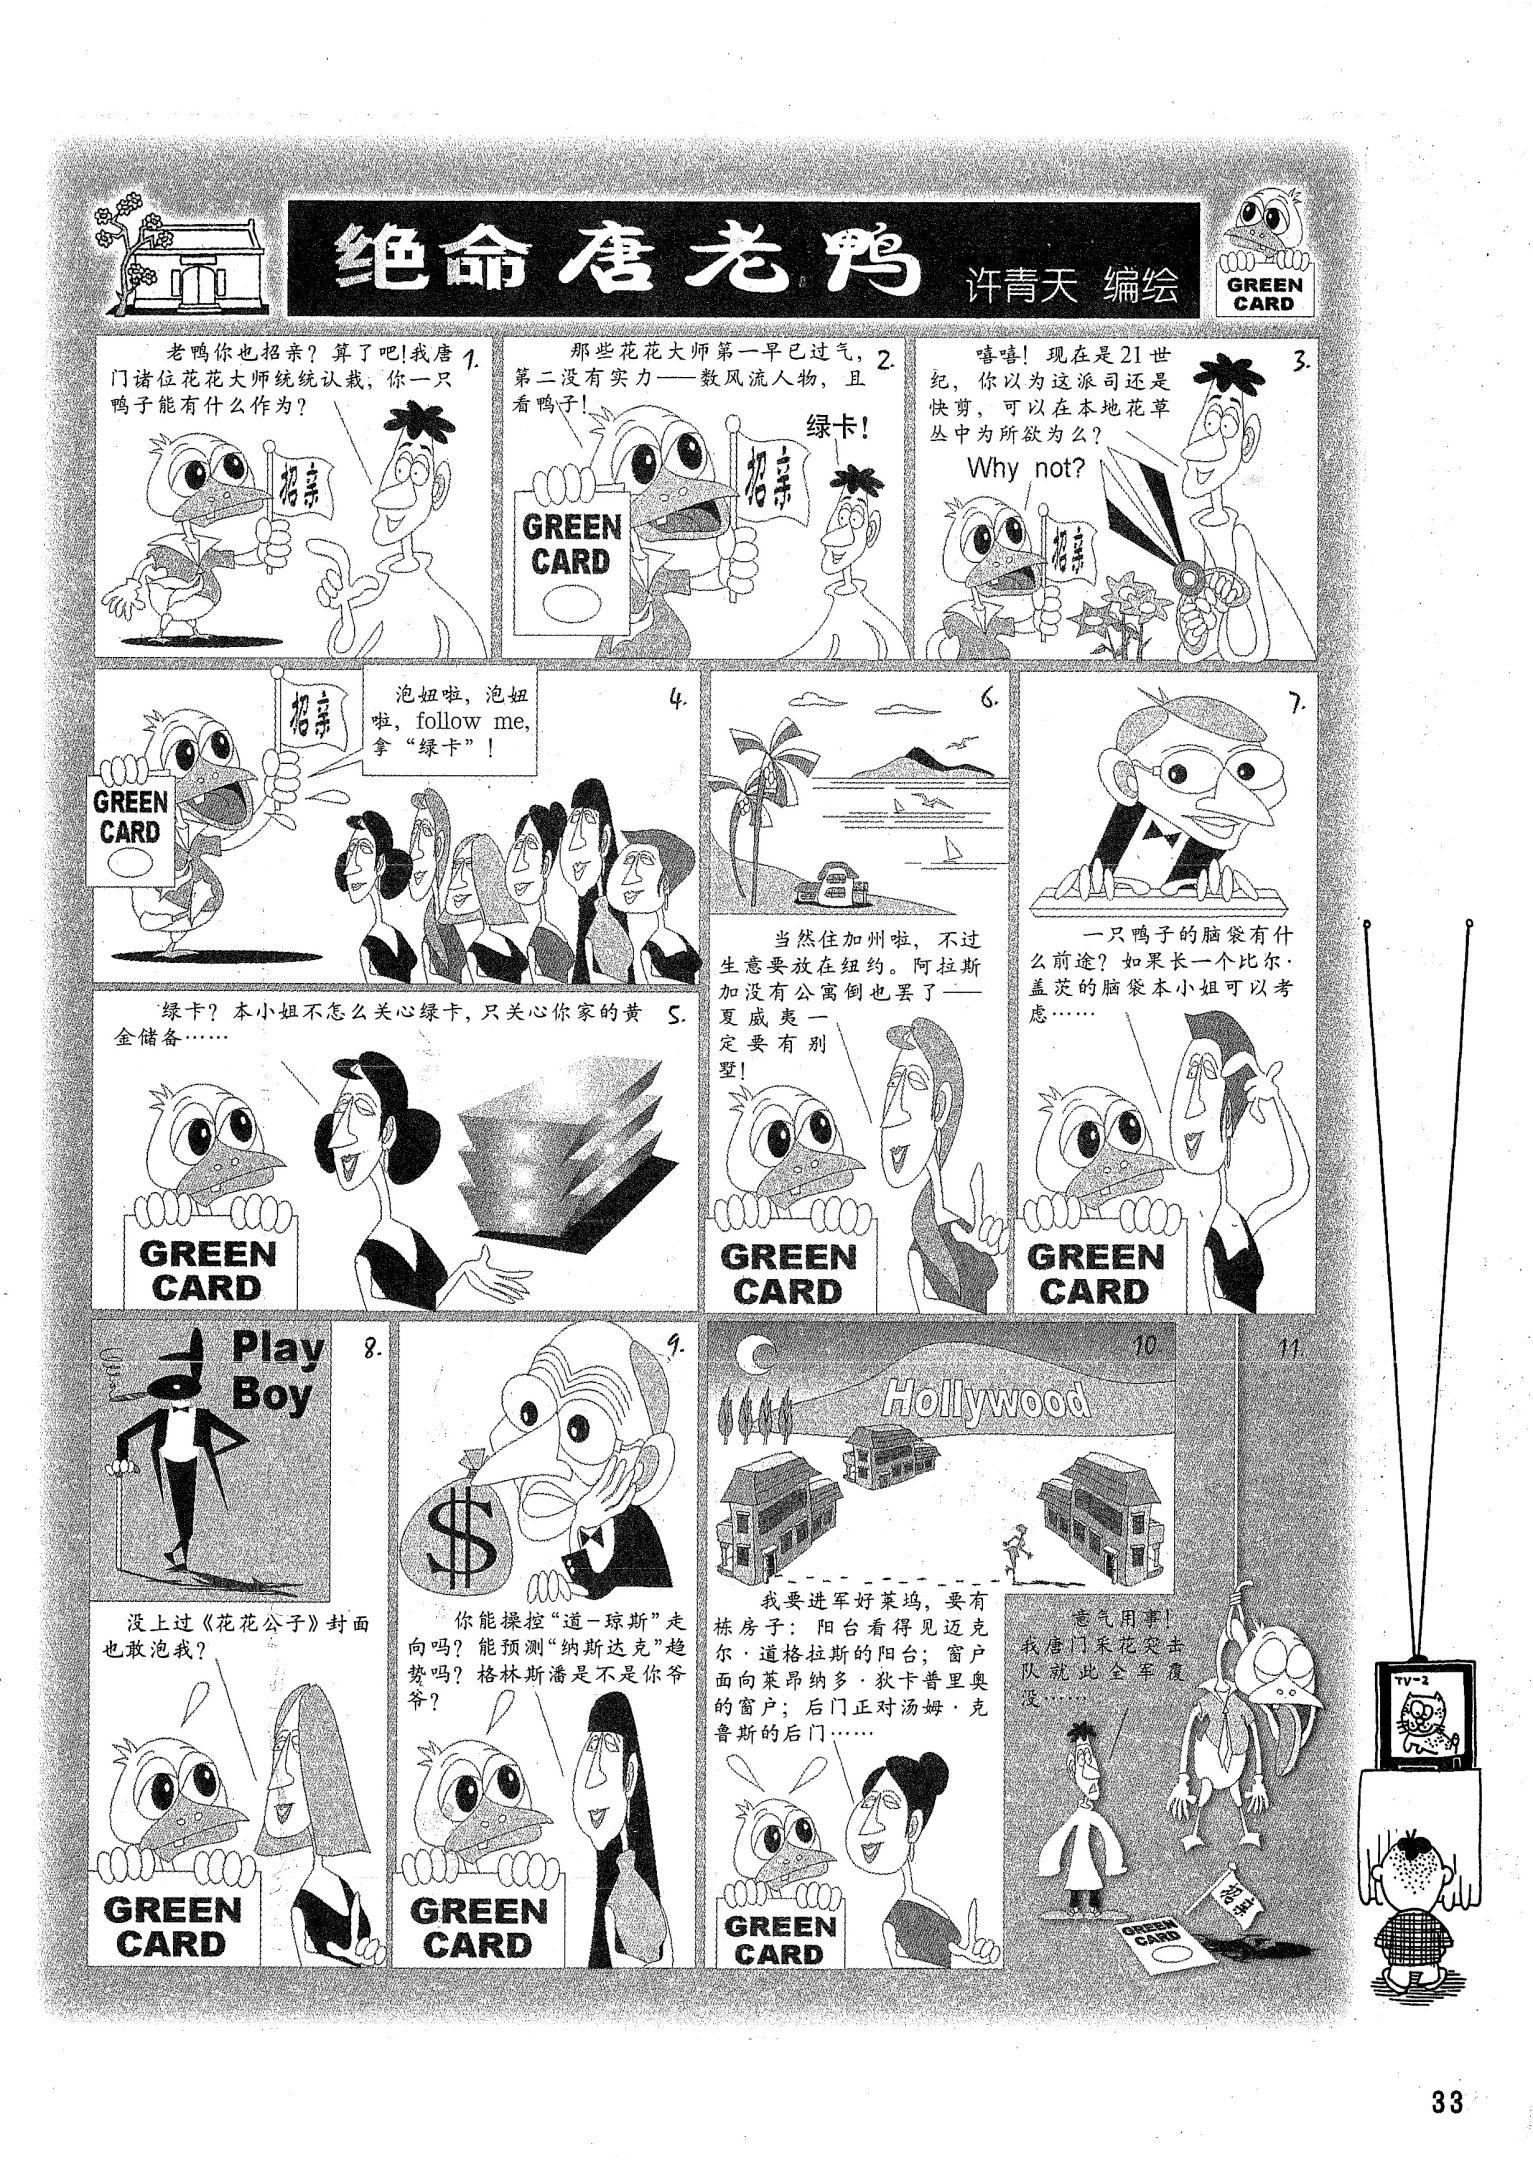 绝命唐老鸭
许青天 编绘
GREEN
CARD
1.
老鸭你也招亲？算了吧！我唐
门诸位花花大师统统认栽，你一只
鸭子能有什么作为？
招亲
2.
那些花花大师第一早已过气，
第二没有实力——数风流人物，且
看鸭子！
绿卡！
招亲
GREEN
CARD
3.
嘻嘻！现在是21世
纪，你以为这派司还是
快剪，可以在本地花草
丛中为所欲为么？
Why not?
招亲
4.
招亲
泡妞啦，泡妞
啦，follow me,
拿“绿卡”！
GREEN
CARD
5.
绿卡？本小姐不怎么关心绿卡，只关心你家的黄
金储备……
GREEN
CARD
6.
当然住加州啦，不过
生意要放在纽约。阿拉斯
加没有公寓倒也罢了——
夏威夷一
定要有别
墅！
GREEN
CARD
7.
一只鸭子的脑袋有什
么前途？如果长一个比尔·
盖茨的脑袋本小姐可以考
虑……
GREEN
CARD
8.
Play
Boy
没上过《花花公子》封面
也敢泡我？
GREEN
CARD
9.
$
你能操控“道－琼斯”走
向吗？能预测“纳斯达克”趋
势吗？格林斯潘是不是你爷
爷？
GREEN
CARD
10
Hollywood
我要进军好莱坞，要有
栋房子：阳台看得见迈克
尔·道格拉斯的阳台；窗户
面向莱昂纳多·狄卡普里奥
的窗户；后门正对汤姆·克
鲁斯的后门……
GREEN
CARD
11.
意气用事！
我唐门采花突击
队就此全军覆
没……
招亲
GREEN
CARD
TV-2
33